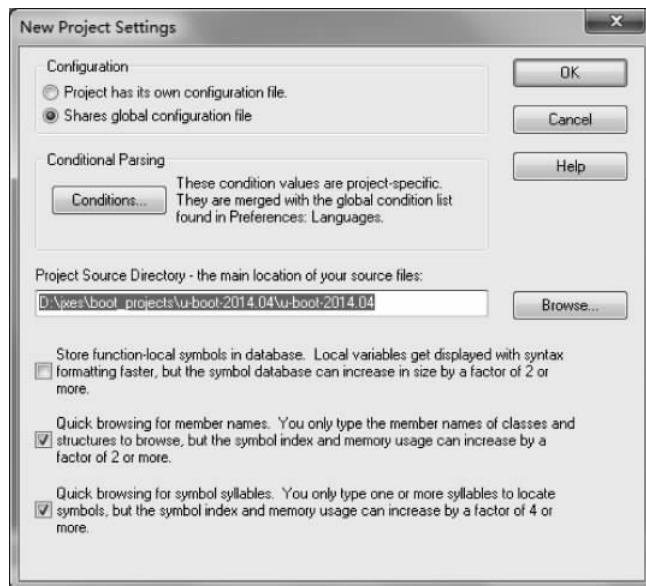 New Project Settings
Configuration
Project has its own configuration file.
Shares global configuration file
OK
Cancel
Help
Conditional Parsing
Conditions...
These condition values are project-specific.
They are merged with the global condition list
found in Preferences: Languages.
Project Source Directory - the main location of your source files:
D:\jxes\boot_projects\u-boot-2014.04\u-boot-2014.04
Browse...
Store function-local symbols in database. Local variables get displayed with syntax
formatting faster, but the symbol database can increase in size by a factor of 2 or
more.
Quick browsing for member names. You only type the member names of classes and
structures to browse, but the symbol index and memory usage can increase by a
factor of 2 or more.
Quick browsing for symbol syllables. You only type one or more syllables to locate
symbols, but the symbol index and memory usage can increase by a factor of 4 or
more.